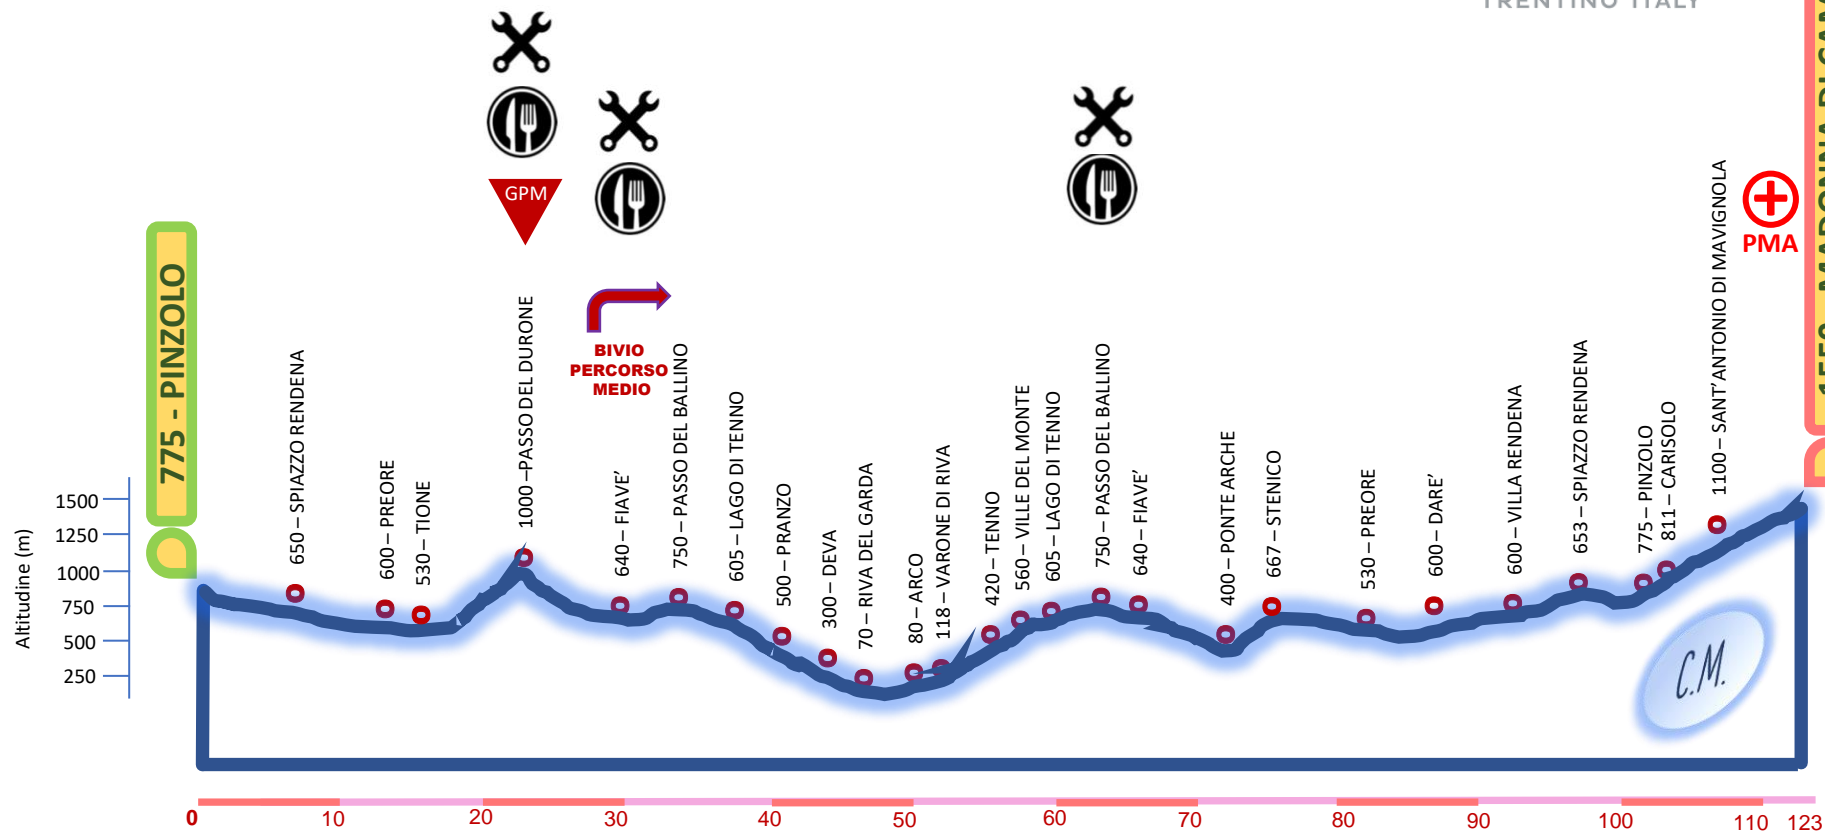 TRENTINO ITALY
GPM
PMA
BIVIO
PERCORSO
MEDIO
775 - PINZOLO
650 – SPIAZZO RENDENA
600 – PREORE
530 – TIONE
1000 –PASSO DEL DURONE
640 – FIAVE’
750 – PASSO DEL BALLINO
605 – LAGO DI TENNO
500 – PRANZO
300 – DEVA
70 – RIVA DEL GARDA
80 – ARCO
118 – VARONE DI RIVA
420 – TENNO
560 – VILLE DEL MONTE
605 – LAGO DI TENNO
750 – PASSO DEL BALLINO
640 – FIAVE’
400 – PONTE ARCHE
667 – STENICO
530 – PREORE
600 – DARE’
600 – VILLA RENDENA
653 – SPIAZZO RENDENA
775 – PINZOLO
811 – CARISOLO
1100 – SANT’ANTONIO DI MAVIGNOLA
Altitudine (m)
1500
1250
1000
750
500
250
C.M.
0 10 20 30 40 50 60 70 80 90 100 110 123